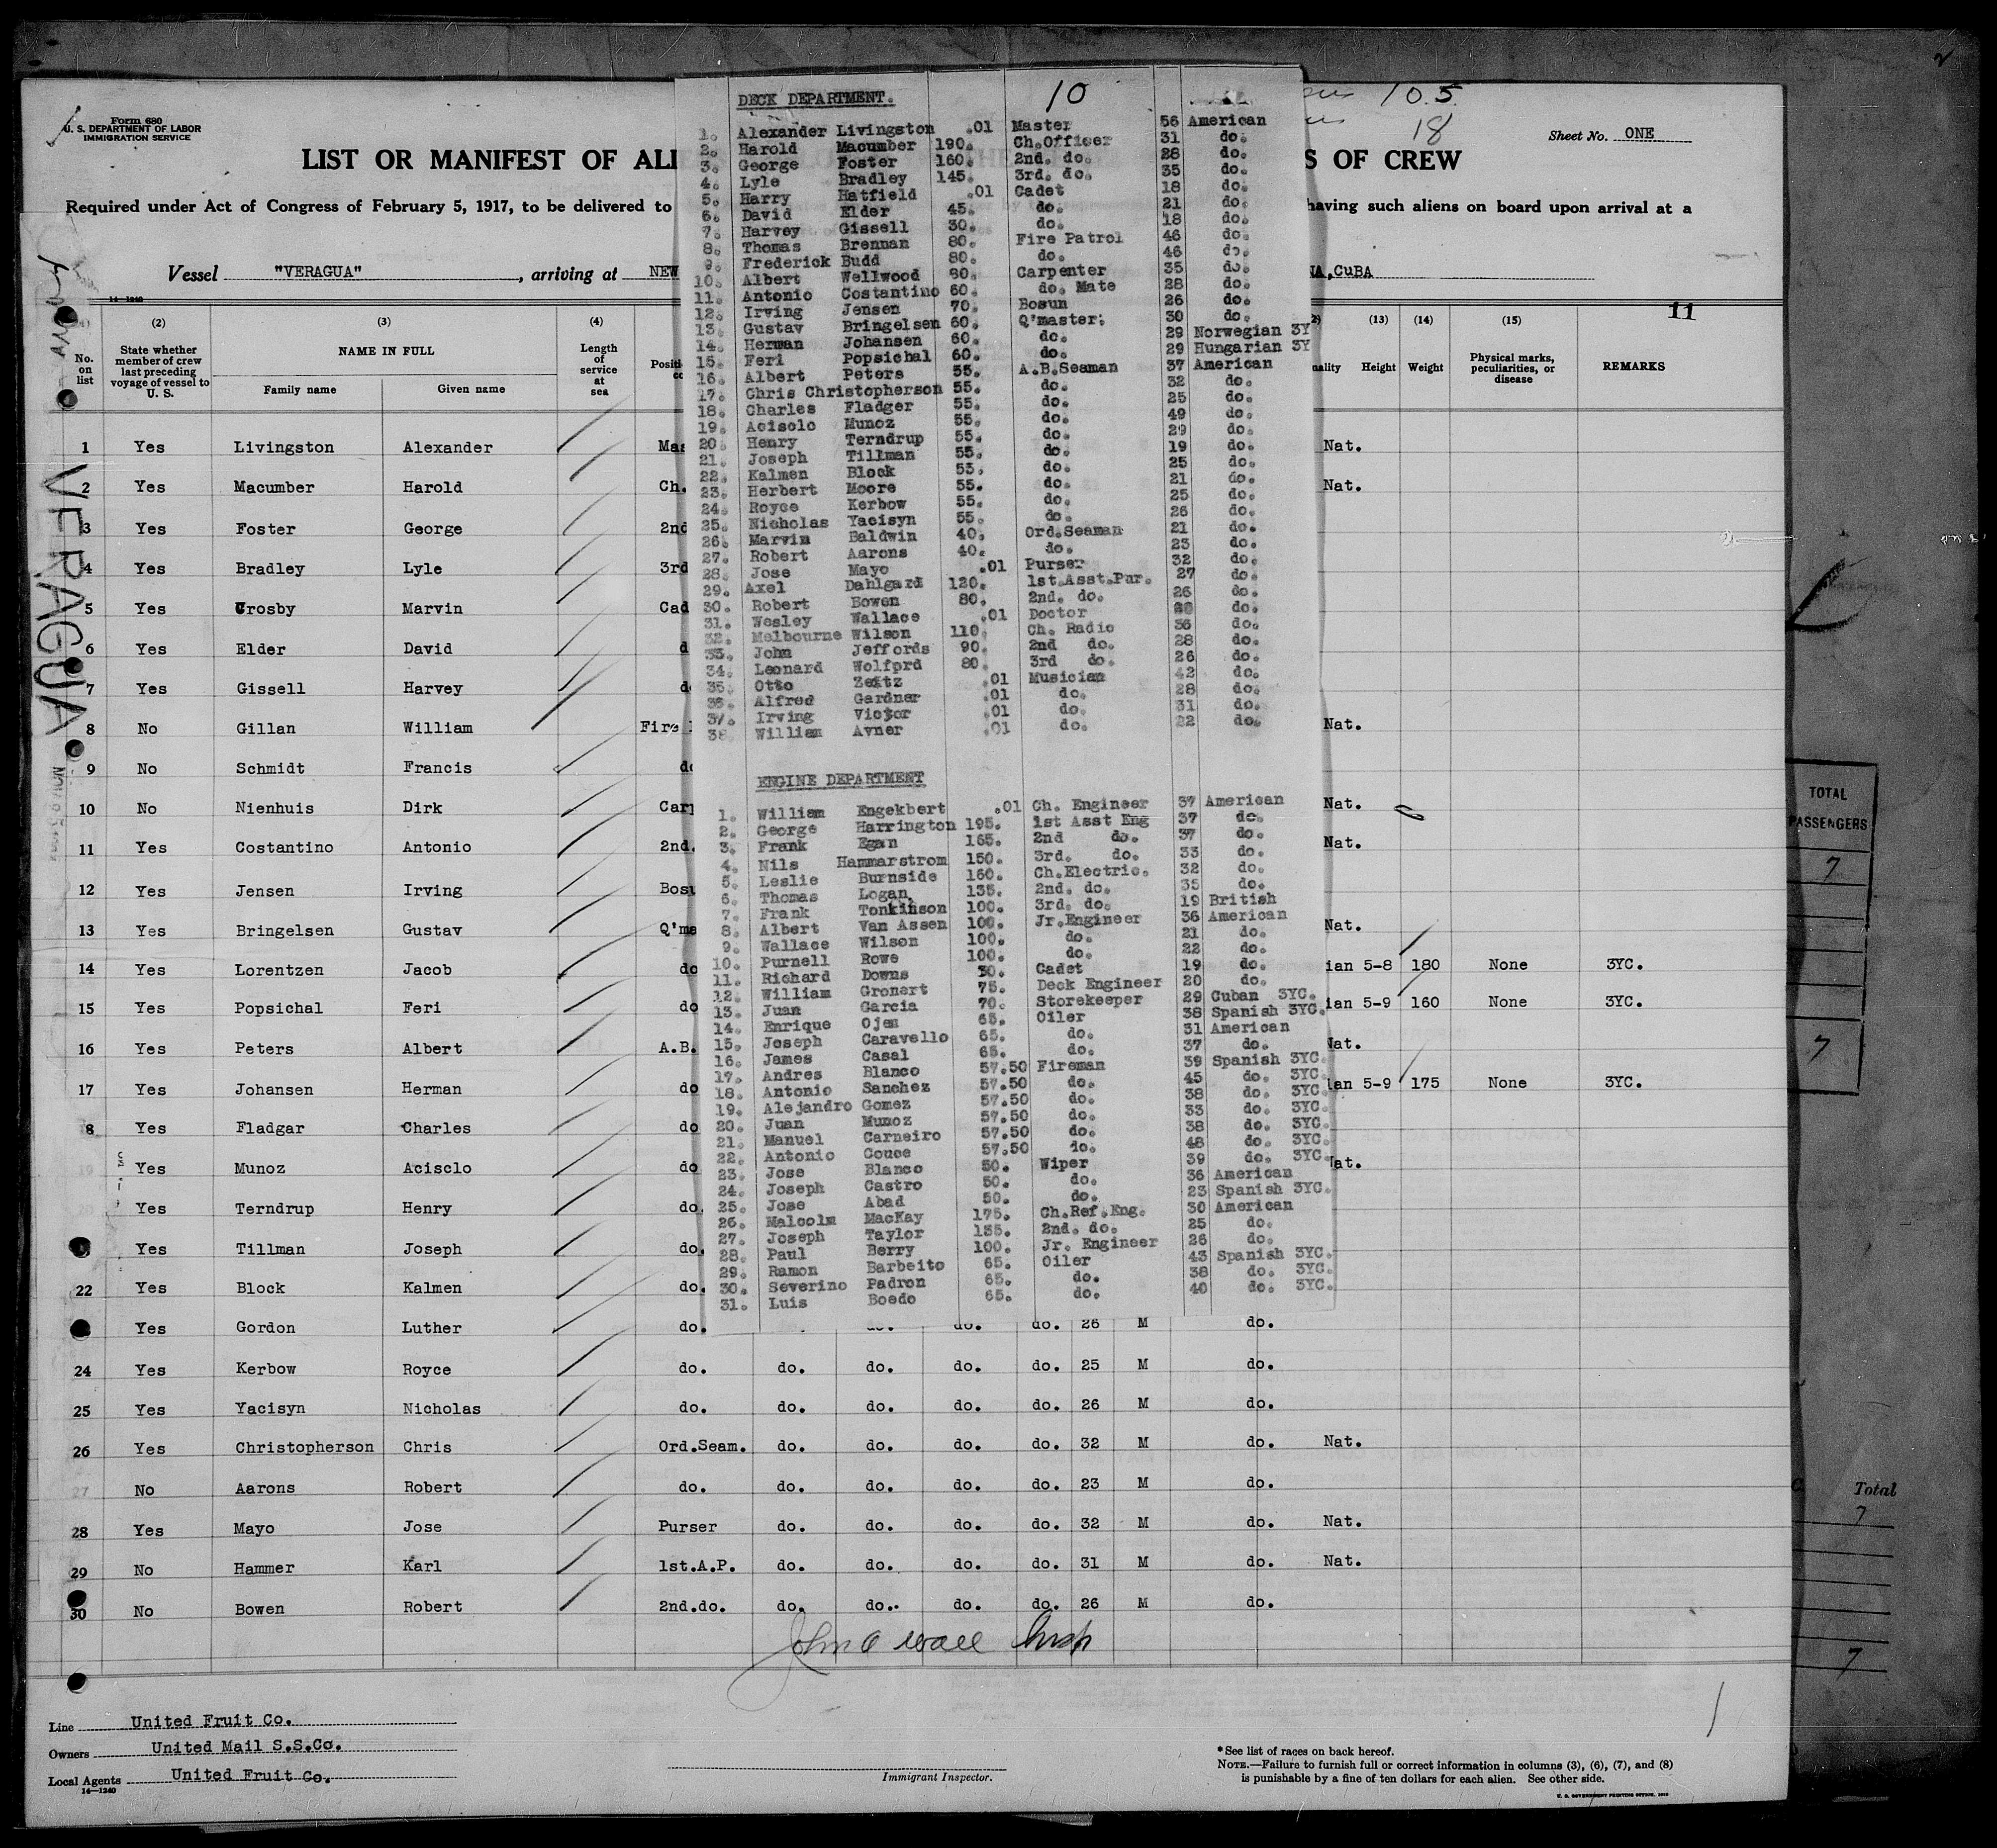 Form 680
U. S. DEPARTMENT OF LABOR
IMMIGRATION SERVICE
10 5
18
Sheet No. ONE
LIST OR MANIFEST OF ALI
S OF CREW
Required under Act of Congress of February 5, 1917, to be delivered to
having such aliens on board upon arrival at a
Vessel "VERAGUA", arriving at NEW
NA, CUBA
14-1240
11
(2) (3) (4) (13) (14) (15)
No. on list
State whether member of crew last preceding voyage of vessel to U. S.
NAME IN FULL
Family name Given name
Length of service at sea
Height Weight
Physical marks, peculiarities, or disease
REMARKS
VERAGUA
1 Yes Livingston Alexander Nat.
2 Yes Macumber Harold Ch. Nat.
3 Yes Foster George 2nd
4 Yes Bradley Lyle 3rd
5 Yes Crosby Marvin Cad
6 Yes Elder David
7 Yes Gissell Harvey
8 No Gillan William Fire Nat.
9 No Schmidt Francis
10 No Nienhuis Dirk Nat.
11 Yes Costantino Antonio 2nd. Nat.
12 Yes Jensen Irving Bosu
13 Yes Bringelsen Gustav Q'ma Nat.
14 Yes Lorentzen Jacob do ian 5-8 180 None 3YC.
15 Yes Popsichal Feri do ian 5-9 160 None 3YC.
16 Yes Peters Albert A.B. Nat.
17 Yes Johansen Herman do ian 5-9 175 None 3YC.
8 Yes Fladgar Charles do
19 Yes Munoz Acisclo do Nat.
Yes Terndrup Henry do.
Yes Tillman Joseph do.
22 Yes Block Kalmen do.
Yes Gordon Luther do. do. do. 26 M do.
24 Yes Kerbow Royce do. do. do. do. do. 25 M do.
25 Yes Yacisyn Nicholas do. do. do. do. do. 26 M do.
26 Yes Christopherson Chris Ord.Seam. do. do. do. do. 32 M do. Nat.
27 No Aarons Robert do. do. do. do. do. 23 M do.
28 Yes Mayo Jose Purser do. do. do. do. 32 M do. Nat.
29 No Hammer Karl 1st.A.P. do. do. do. do. 31 M do. Nat.
30 No Bowen Robert 2nd.do. do. do.. do. do. 26 M do.
DECK DEPARTMENT.
10
1. Alexander Livingston .01 Master 56 American
2. Harold Macumber 190. Ch.Officer 31 do.
3. George Foster 160. 2nd. do. 28 do.
4. Lyle Bradley 145. 3rd. do. 35 do.
5. Harry Hatfield .01 Cadet 18 do.
6. David Elder 45. do. 21 do.
7. Harvey Gissell 30. do. 18 do.
8. Thomas Brennan 80. Fire Patrol 46 do.
9. Frederick Budd 80. do. 46 do.
10. Albert Wellwood 80. Carpenter 35 do.
11. Antonio Costantino 60. do. Mate 28 do.
12. Irving Jensen 70. Bosun 26 do.
13. Gustav Bringelsen 60. Q'master. 30 do.
14. Herman Johansen 60. do. 29 Norwegian 3Y
15. Feri Popsichal 60. do. 29 Hungarian 3Y
16. Albert Peters 55. A.B.Seaman 37 American
17. Chris Christopherson 55. do. 32 do.
18. Charles Fladger 55. do. 25 do.
19. Acisclo Munoz 55. do. 49 do.
20. Henry Terndrup 55. do. 29 do.
21. Joseph Tillman 55. do. 19 do.
22. Kalmen Block 55. do. 25 do.
23. Herbert Moore 55. do. 21 do.
24. Royce Kerbow 55. do. 25 do.
25. Nicholas Yacisyn 55. do. 26 do.
26. Marvin Baldwin 40. Ord.Seaman 21 do.
27. Robert Aarons 40. do. 23 do.
28. Jose Mayo .01 Purser 32 do.
29. Axel Dahlgard 120. 1st.Asst.Pur. 27 do.
30. Robert Bowen 80. 2nd. do. 26 do.
31. Wesley Wallace .01 Doctor 28 do.
32. Melbourne Wilson 110. Ch. Radio 36 do.
33. John Jeffords 90. 2nd do. 28 do.
34. Leonard Wolford 80. 3rd do. 26 do.
35. Otto Zeitz .01 Musician 42 do.
36. Alfred Gardner .01 do. 28 do.
37. Irving Victor .01 do. 31 do.
38. William Avner .01 do. 22 do.
ENGINE DEPARTMENT
1. William Engekbert .01 Ch. Engineer 37 American
2. George Harrington 195. 1st Asst Eng 37 do.
3. Frank Egan 165. 2nd do. 37 do.
4. Nils Hammarstrom 150. 3rd. do. 33 do.
5. Leslie Burnside 160. Ch.Electric. 32 do.
6. Thomas Logan. 135. 2nd. do. 35 do.
7. Frank Tonkinson 100. 3rd. do. 19 British
8. Albert Van Assen 100. Jr.Engineer 36 American
9. Wallace Wilson 100. do. 21 do.
10. Purnell Rowe 100. do. 22 do.
11. Richard Downs 30. Cadet 19 do.
12. William Gronart 75. Deck Engineer 20 do.
13. Juan Garcia 70. Storekeeper 29 Cuban 3YC.
14. Enrique Ojen 65. Oiler 38 Spanish 3YC.
15. Joseph Caravello 65. do. 31 American
16. James Casal 65. do. 37 do.
17. Andres Blanco 57.50 Fireman 39 Spanish 3YC.
18. Antonio Sanchez 57.50 do. 45 do. 3YC.
19. Alejandro Gomez 57.50 do. 38 do. 3YC.
20. Juan Munoz 57.50 do. 33 do. 3YC.
21. Manuel Carneiro 57.50 do. 38 do. 3YC.
22. Antonio Couce 57.50 do. 48 do. 3YC.
23. Jose Blanco 50. Wiper 39 do. 3YC.
24. Joseph Castro 50. do. 36 American
25. Jose Abad 50. do. 23 Spanish 3YC.
26. Malcolm MacKay 175. Ch.Ref.Eng. 30 American
27. Joseph Taylor 135. 2nd. do. 25 do.
28. Paul Berry 100. Jr. Engineer 26 do.
29. Ramon Barbeito 65. Oiler 43 Spanish 3YC.
30. Severino Padron 65. do. 38 do. 3YC.
31. Luis Boedo 65. do. 40 do. 3YC.
Line United Fruit Co.
Owners United Mail S.S.Co.
Local Agents United Fruit Co.
14-1240
Immigrant Inspector.
* See list of races on back hereof.
NOTE.—Failure to furnish full or correct information in columns (3), (6), (7), and (8)
is punishable by a fine of ten dollars for each alien. See other side.
U. S. GOVERNMENT PRINTING OFFICE
TOTAL
PASSENGERS
7
7
Total
7
7